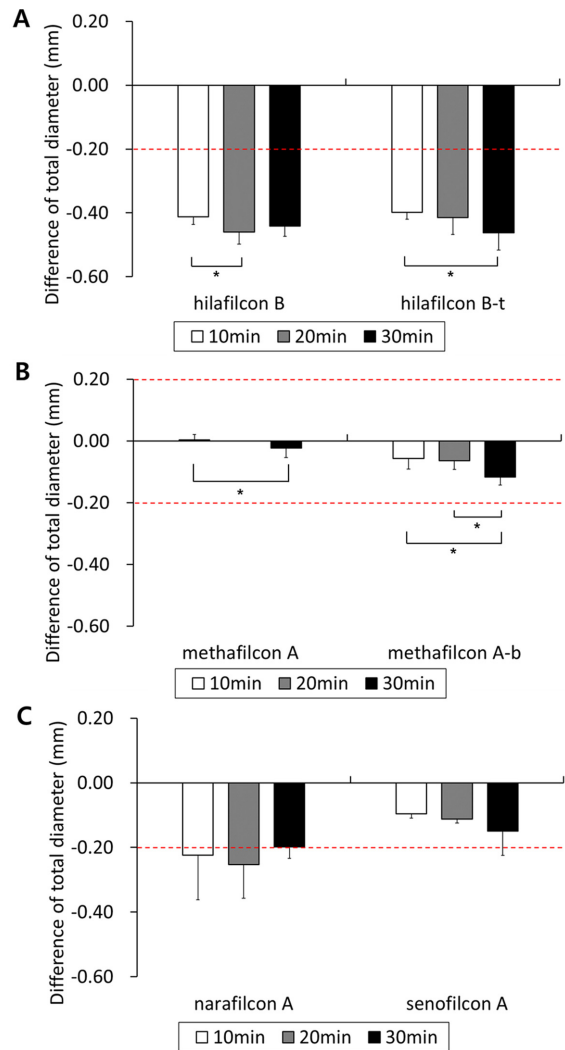 A
Difference of total diameter (mm)
0.20
0.00
-0.20
-0.40
-0.60
*
*
hilafilcon B hilafilcon B-t
10min 20min 30min
B
Difference of total diameter (mm)
0.20
0.00
-0.20
-0.40
-0.60
*
*
*
methafilcon A methafilcon A-b
10min 20min 30min
C
Difference of total diameter (mm)
0.20
0.00
-0.20
-0.40
-0.60
narafilcon A senofilcon A
10min 20min 30min